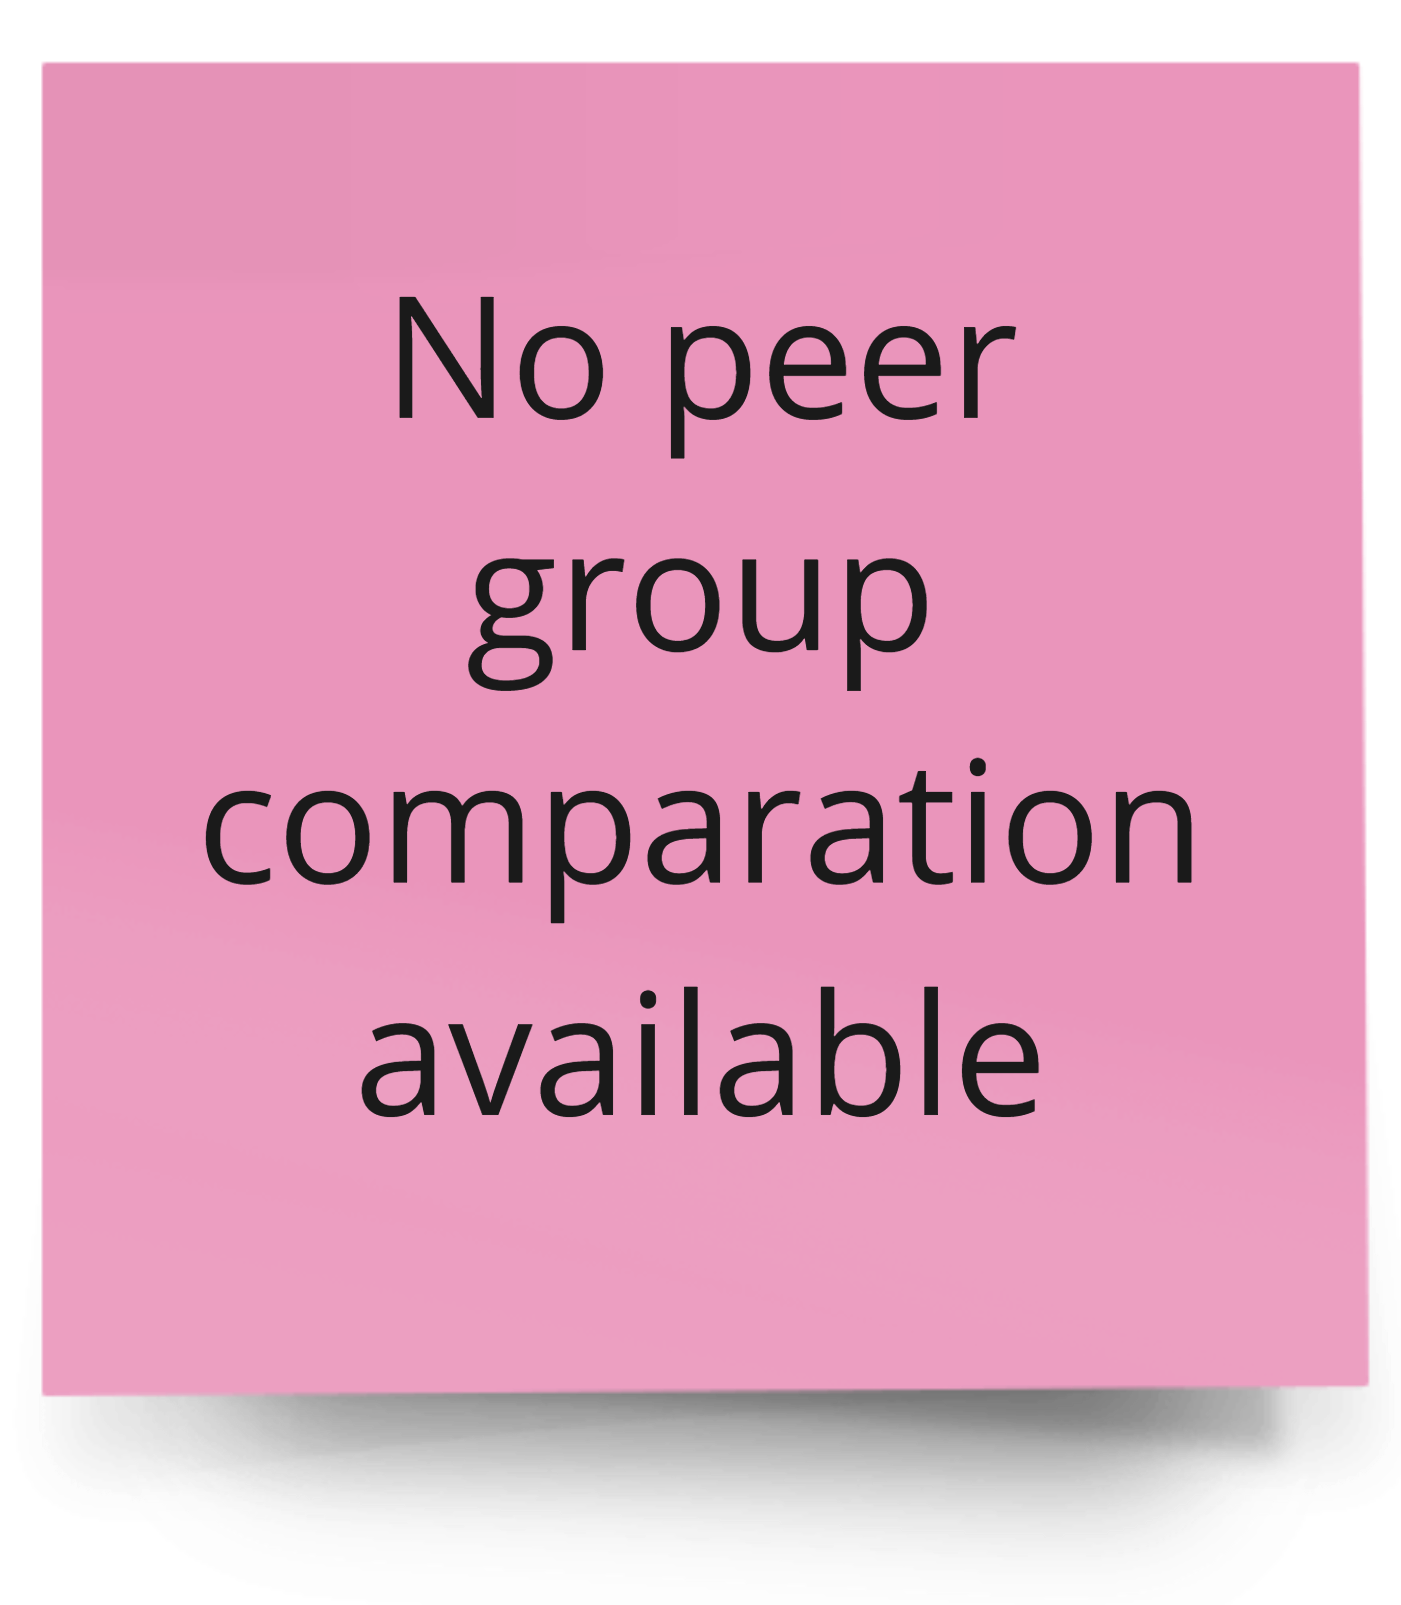 No peer
group
comparation
available